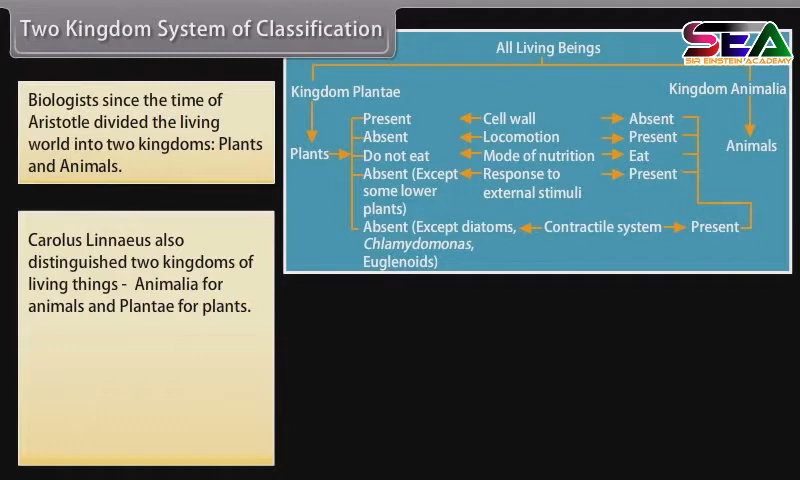 Two Kingdom System of Classification
SEA
SIR EINSTEIN ACADEMY
Biologists since the time of
Aristotle divided the living
world into two kingdoms: Plants
and Animals.
Carolus Linnaeus also
distinguished two kingdoms of
living things - Animalia for
animals and Plantae for plants.
All Living Beings
Kingdom Plantae
Kingdom Animalia
Plants
Animals
Present Cell wall Absent
Absent Locomotion Present
Do not eat Mode of nutrition Eat
Absent (Except Response to Present
some lower external stimuli
plants)
Absent (Except diatoms, Contractile system Present
Chlamydomonas,
Euglenoids)